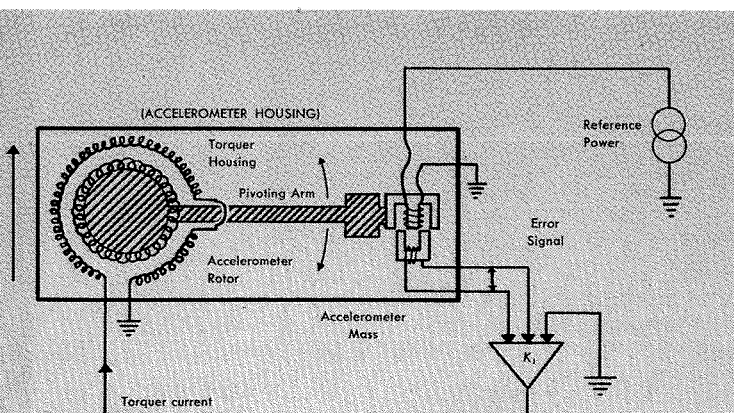 (ACCELEROMETER HOUSING)
Torquer
Housing
Reference
Power
Pivoting Arm
Error
Signal
Accelerometer
Rotor
Accelerometer
Mass
K₁
Torquer current